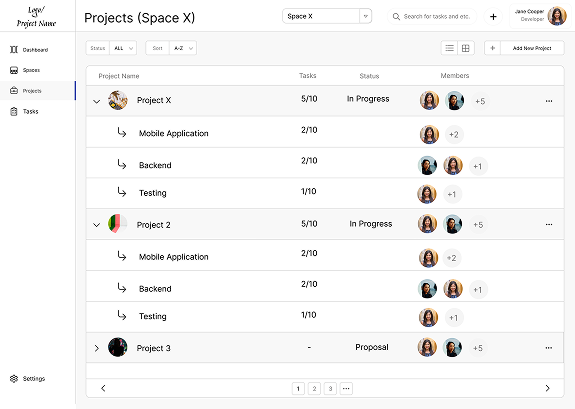 Logo/
Project Name
Projects (Space X)
Space X
Search for tasks and etc.
+
Jane Cooper
Developer
Dashboard
Spaces
Projects
Tasks
Settings
Status ALL
Sort A-Z
+ Add New Project
Project Name Tasks Status Members
Project X 5/10 In Progress +5 ...
Mobile Application 2/10 +2
Backend 2/10 +1
Testing 1/10 +1
Project 2 5/10 In Progress +5 ...
Mobile Application 2/10 +2
Backend 2/10 +1
Testing 1/10 +1
Project 3 - Proposal +5 ...
1 2 3 ...